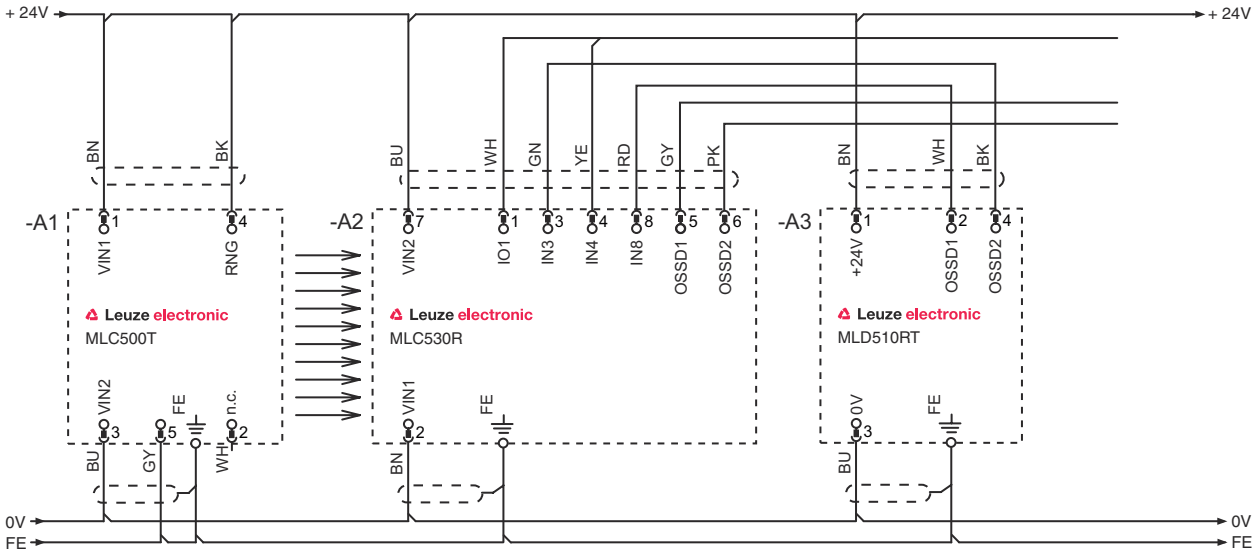 + 24V + 24V
BN BK BU WH GN YE RD GY PK BN WH BK
-A1 1 4 -A2 7 1 3 4 8 5 6 -A3 1 2 4
VIN1 RNG VIN2 IO1 IN3 IN4 IN8 OSSD1 OSSD2 +24V OSSD1 OSSD2
Leuze electronic Leuze electronic Leuze electronic
MLC500T MLC530R MLD510RT
VIN2 FE n.c. VIN1 FE 0V FE
3 5 2 2 3
BU GY WH BN BU
0V 0V
FE FE